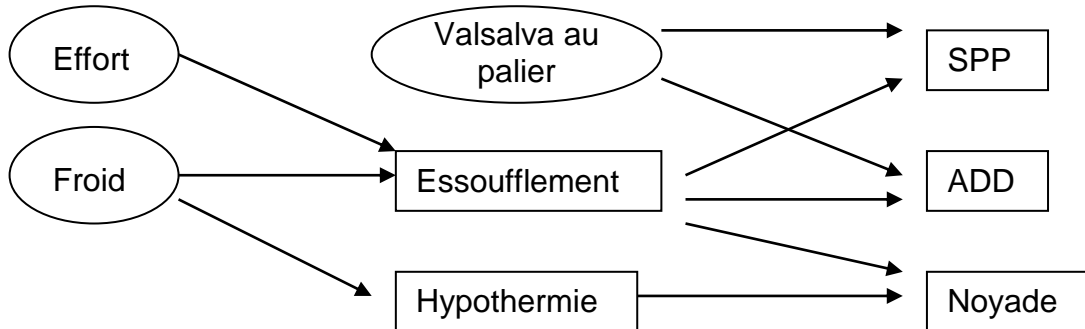 Effort
Valsalva au
palier
SPP
Froid
Essoufflement
ADD
Hypothermie
Noyade